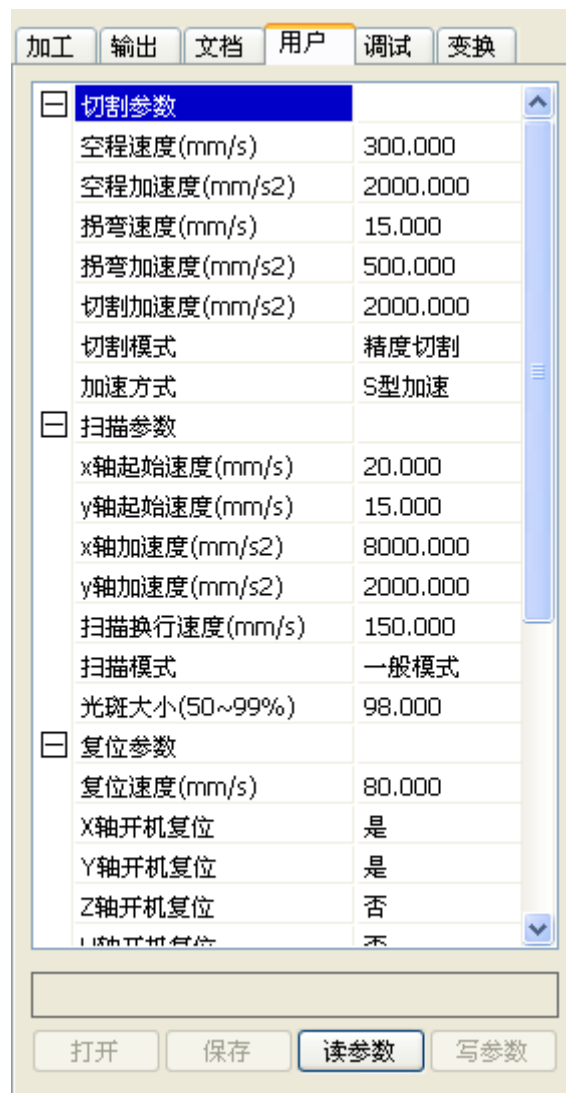 加工 输出 文档 用户 调试 变换
切割参数
空程速度(mm/s) 300.000
空程加速度(mm/s2) 2000.000
拐弯速度(mm/s) 15.000
拐弯加速度(mm/s2) 500.000
切割加速度(mm/s2) 2000.000
切割模式 精度切割
加速方式 S型加速
扫描参数
x轴起始速度(mm/s) 20.000
y轴起始速度(mm/s) 15.000
x轴加速度(mm/s2) 8000.000
y轴加速度(mm/s2) 2000.000
扫描换行速度(mm/s) 150.000
扫描模式 一般模式
光斑大小(50~99%) 98.000
复位参数
复位速度(mm/s) 80.000
X轴开机复位 是
Y轴开机复位 是
Z轴开机复位 否
U轴开机复位 否
打开 保存 读参数 写参数